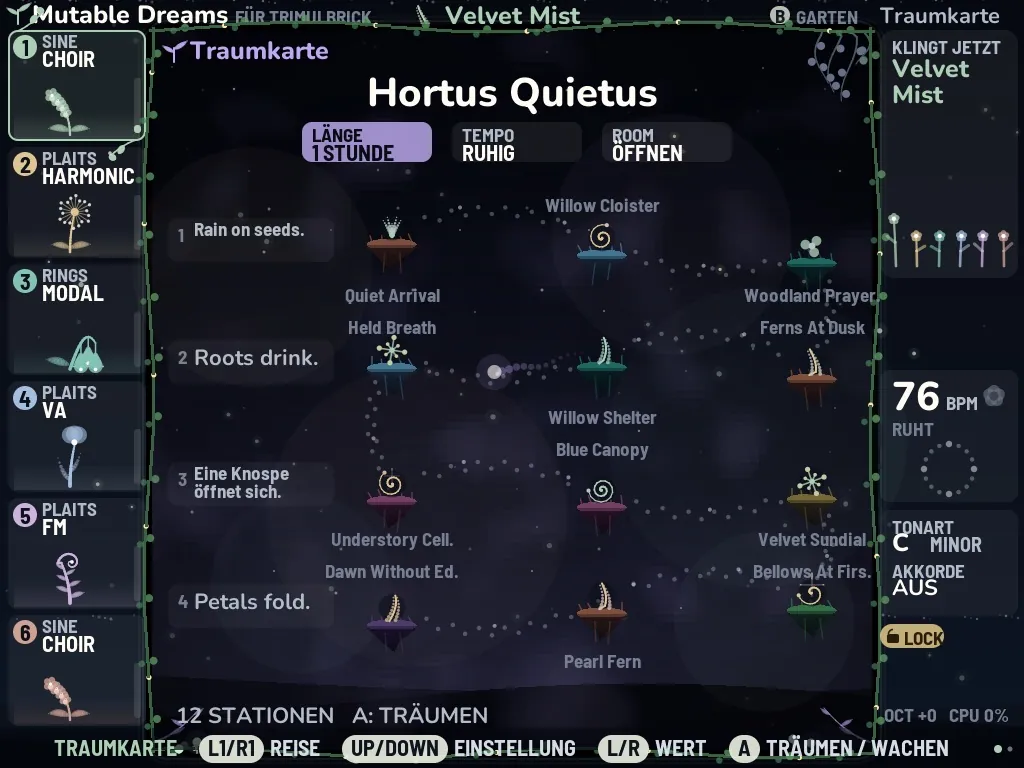 Mutable Dreams FÜR TRIMUI BRICK
Velvet Mist
B GARTEN Traumkarte
1 SINE
CHOIR
2 PLAITS
HARMONIC
3 RINGS
MODAL
4 PLAITS
VA
5 PLAITS
FM
6 SINE
CHOIR
Traumkarte
Hortus Quietus
LÄNGE
1 STUNDE
TEMPO
RUHIG
ROOM
ÖFFNEN
1 Rain on seeds.
Willow Cloister
Quiet Arrival
Woodland Prayer
Held Breath
Ferns At Dusk
2 Roots drink.
Willow Shelter
Blue Canopy
3 Eine Knospe
öffnet sich.
Understory Cell.
Velvet Sundial
Dawn Without Ed.
Bellows At Firs.
4 Petals fold.
Pearl Fern
12 STATIONEN A: TRÄUMEN
KLINGT JETZT
Velvet
Mist
76 BPM
RUHT
TONART
C MINOR
AKKORDE
AUS
LOCK
OCT +0 CPU 0%
TRAUMKARTE L1/R1 REISE UP/DOWN EINSTELLUNG L/R WERT A TRÄUMEN / WACHEN